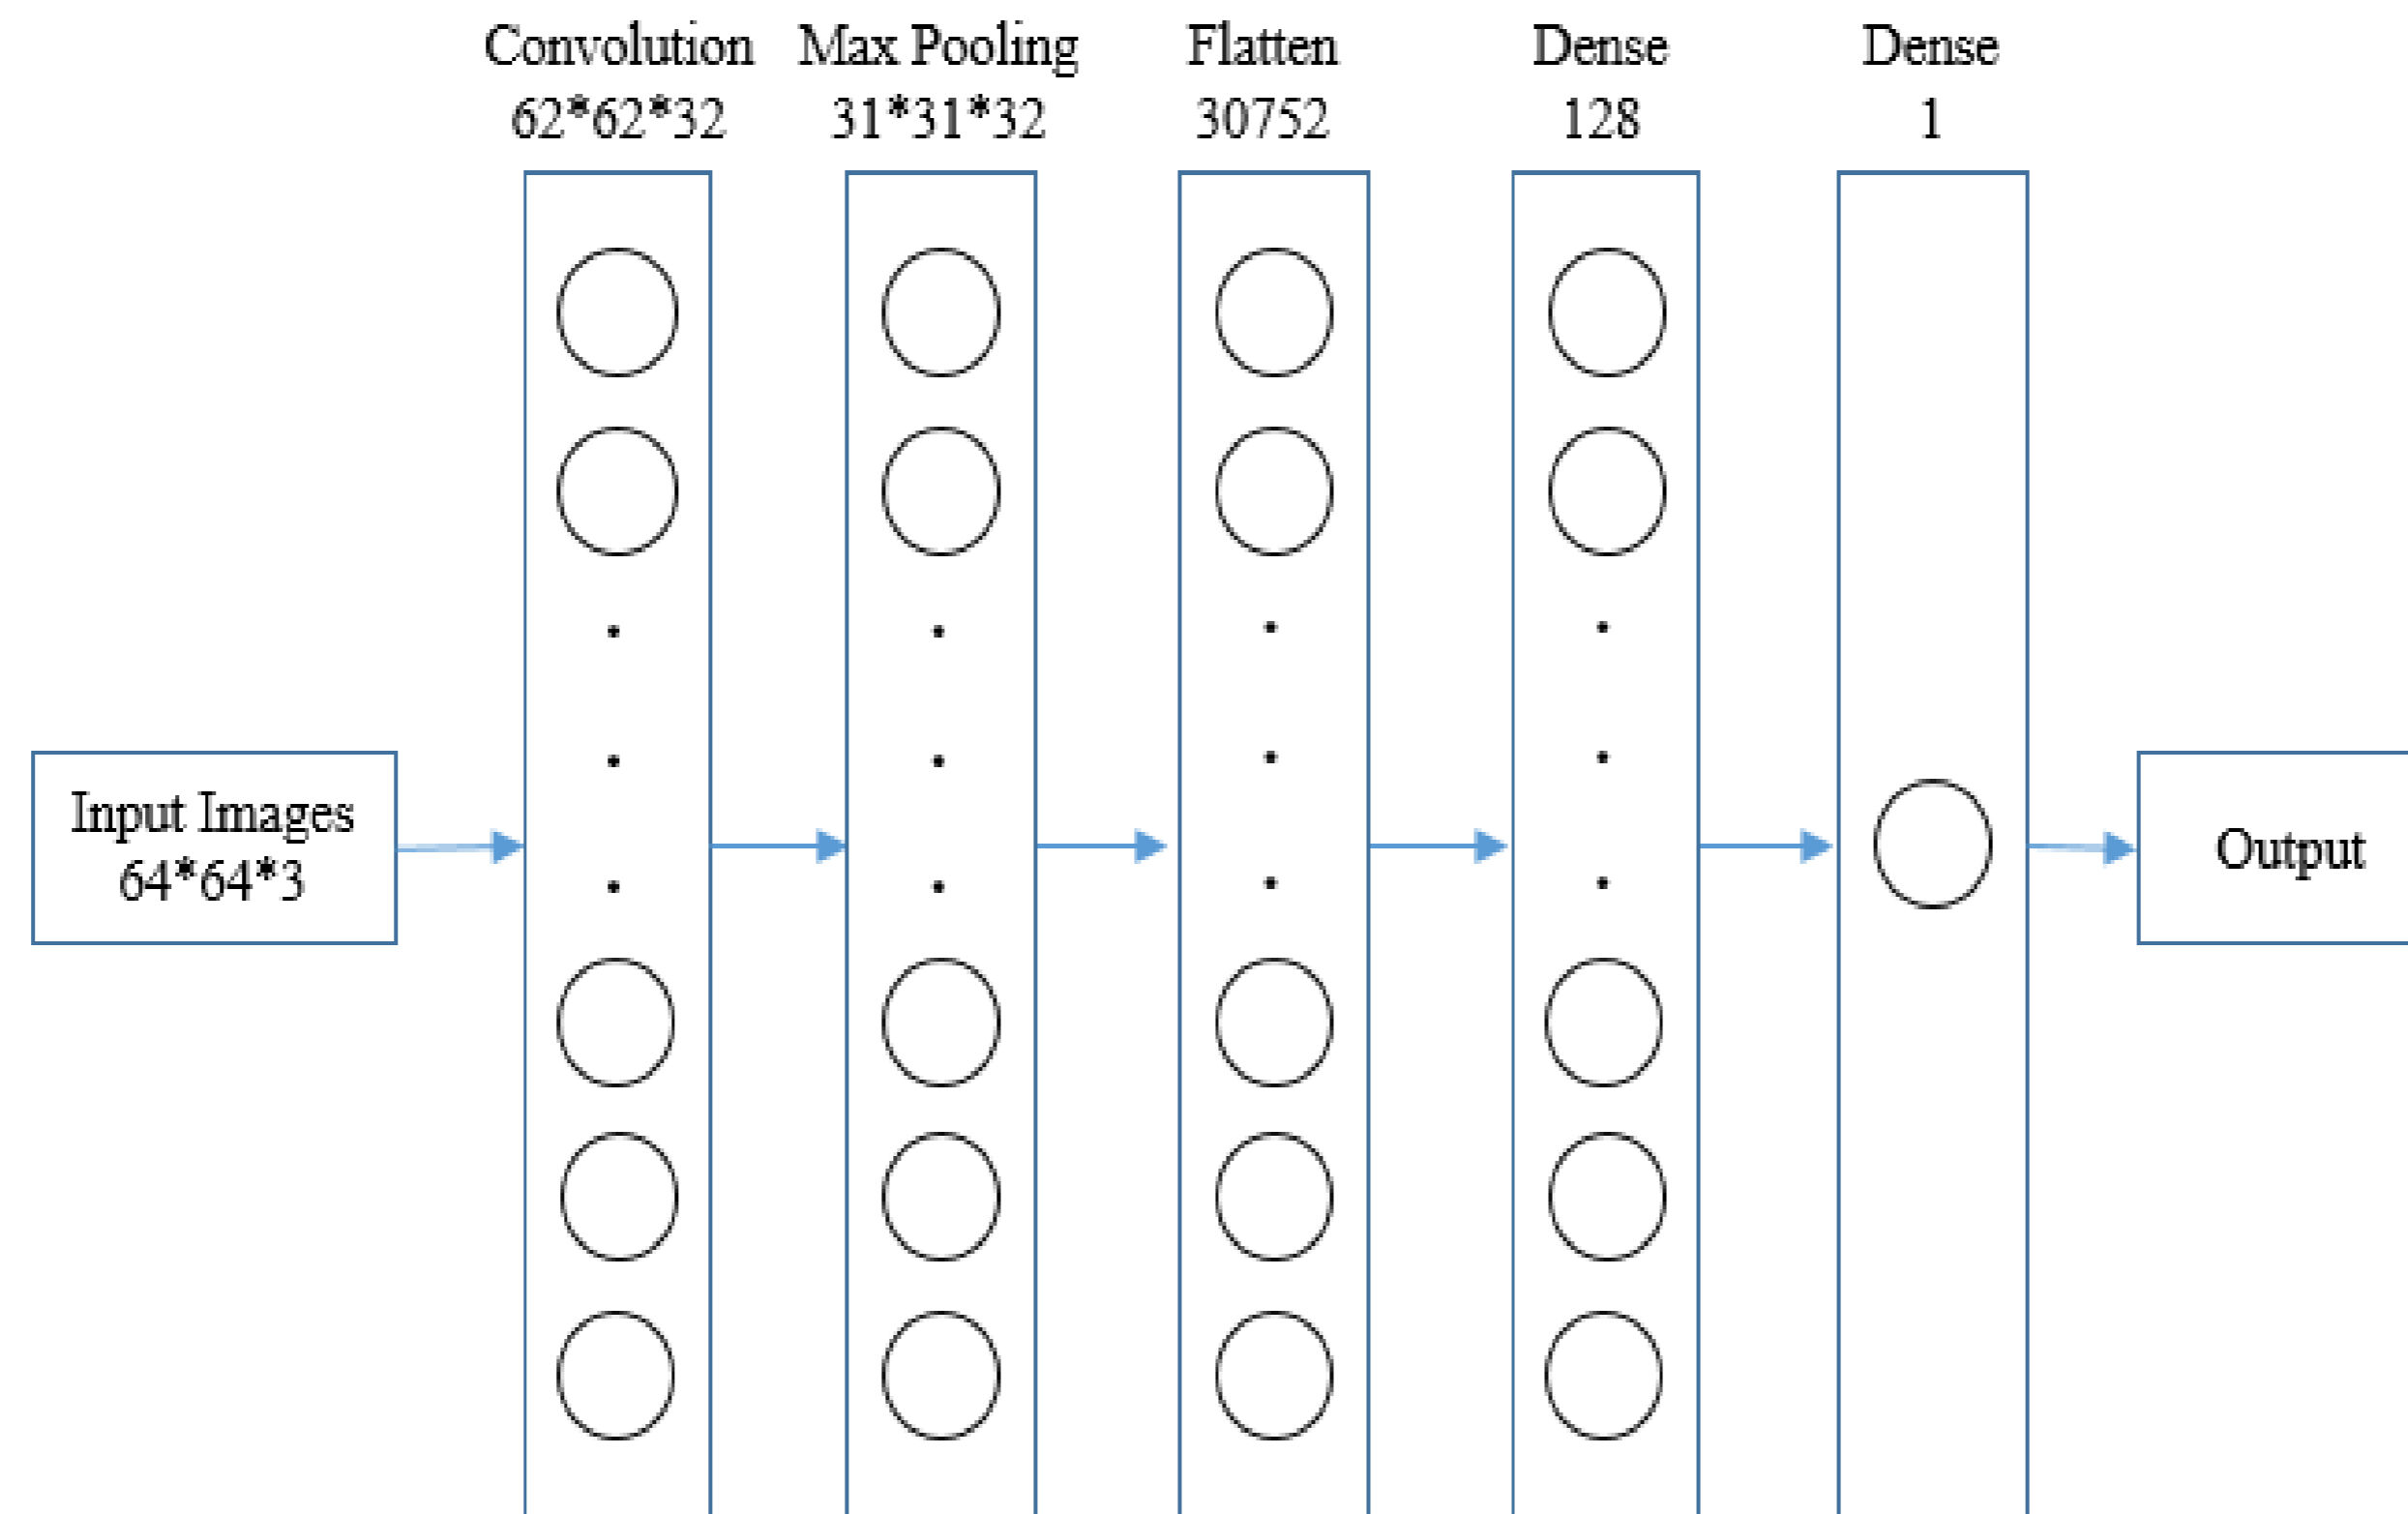 Convolution
62*62*32
Max Pooling
31*31*32
Flatten
30752
Dense
128
Dense
1
Input Images
64*64*3
Output